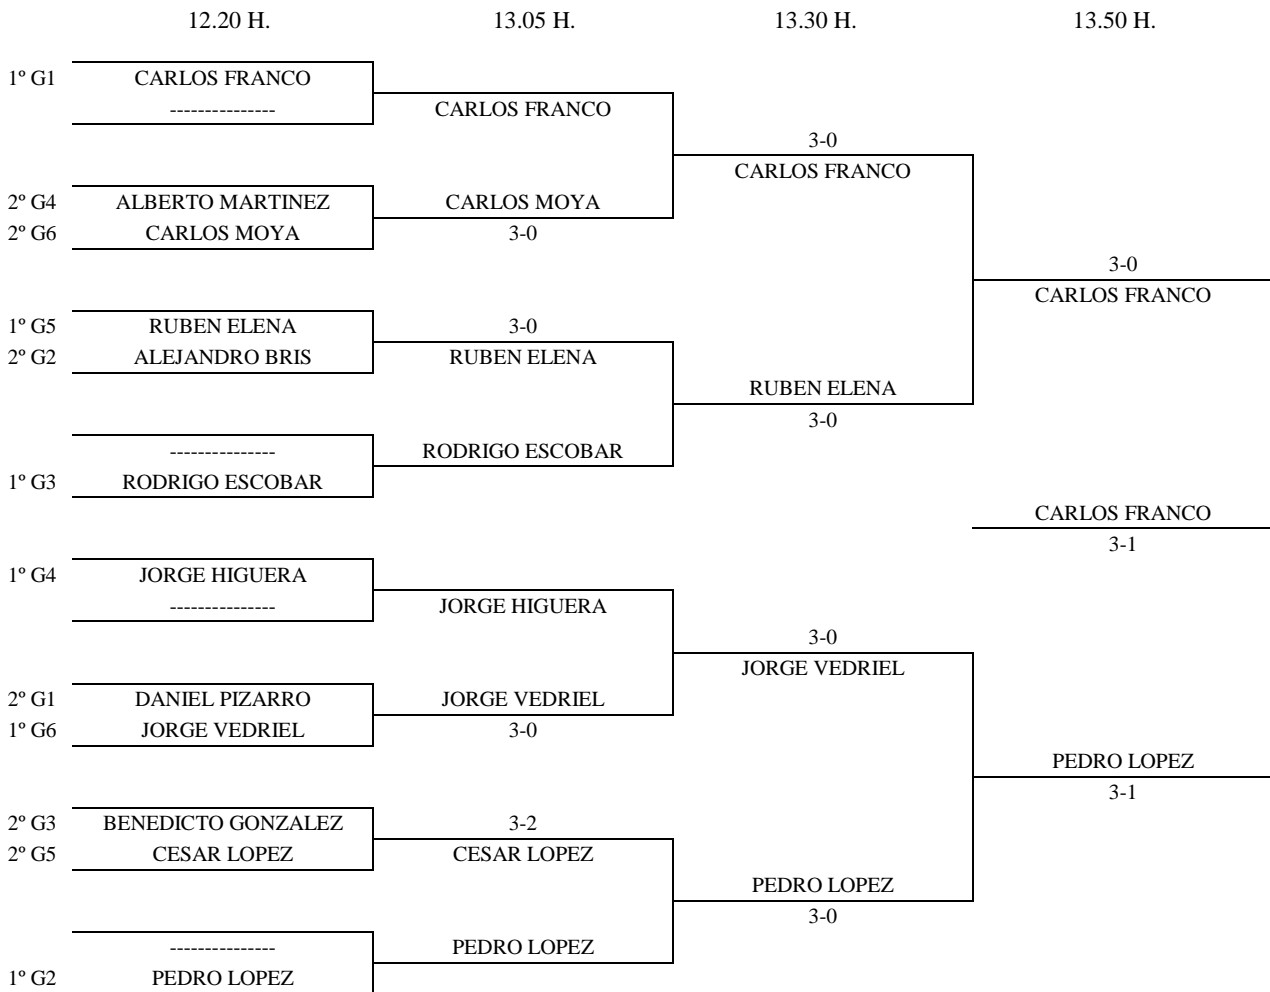 12.20 H. 13.05 H. 13.30 H. 13.50 H.
1º G1 CARLOS FRANCO
--------------- CARLOS FRANCO
3-0
CARLOS FRANCO
2º G4 ALBERTO MARTINEZ CARLOS MOYA
2º G6 CARLOS MOYA 3-0
3-0
CARLOS FRANCO
1º G5 RUBEN ELENA 3-0
2º G2 ALEJANDRO BRIS RUBEN ELENA
RUBEN ELENA
3-0
--------------- RODRIGO ESCOBAR
1º G3 RODRIGO ESCOBAR
CARLOS FRANCO
3-1
1º G4 JORGE HIGUERA
--------------- JORGE HIGUERA
3-0
JORGE VEDRIEL
2º G1 DANIEL PIZARRO JORGE VEDRIEL
1º G6 JORGE VEDRIEL 3-0
PEDRO LOPEZ
3-1
2º G3 BENEDICTO GONZALEZ 3-2
2º G5 CESAR LOPEZ CESAR LOPEZ
PEDRO LOPEZ
3-0
--------------- PEDRO LOPEZ
1º G2 PEDRO LOPEZ